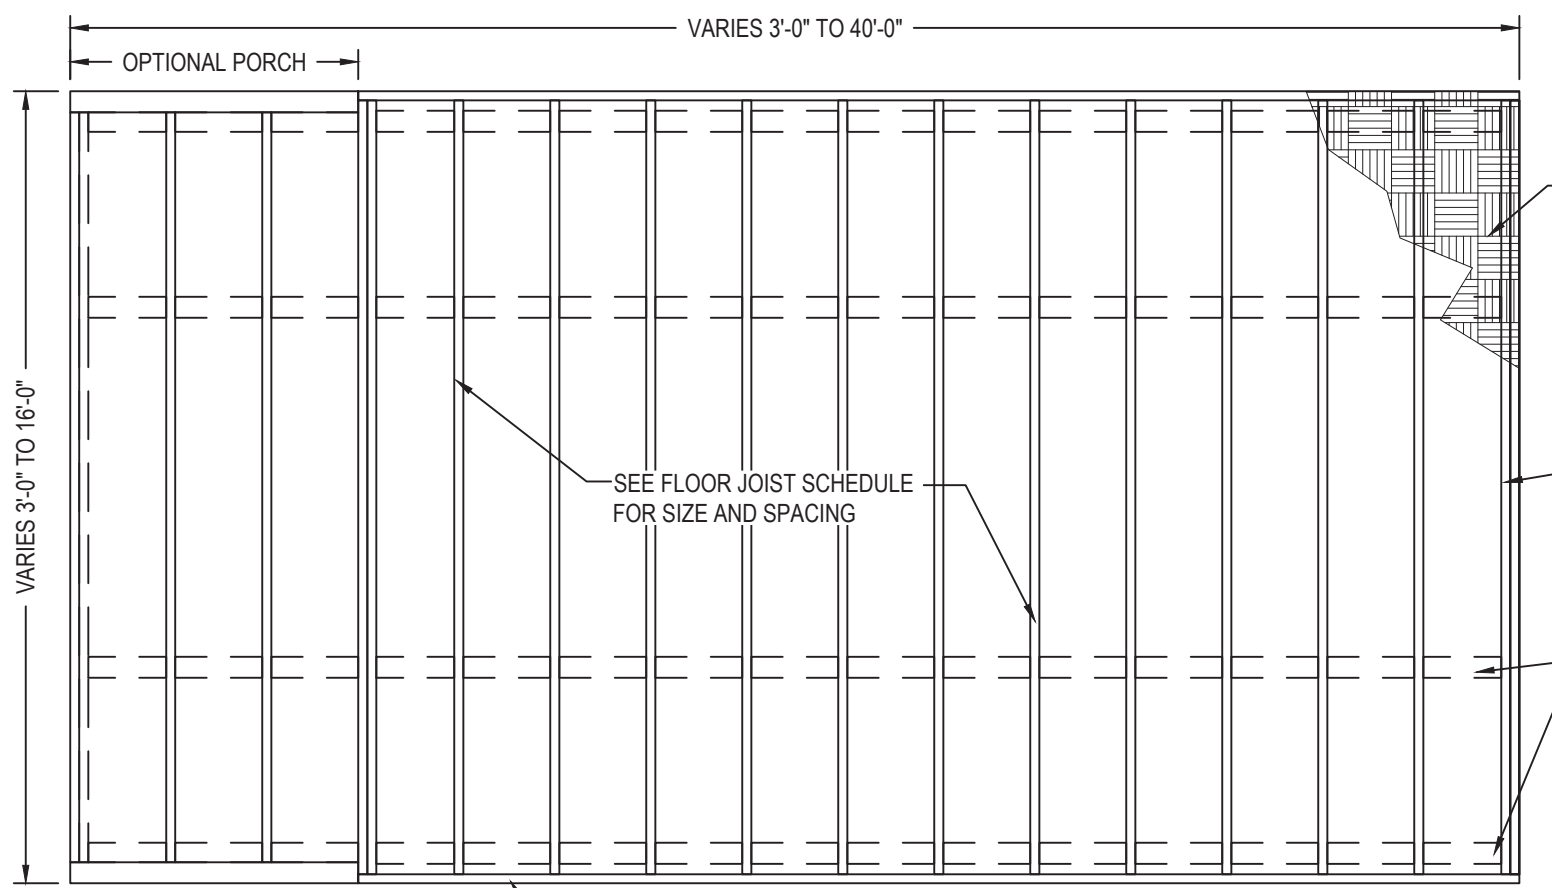 VARIES 3'-0" TO 40'-0"
OPTIONAL PORCH
VARIES 3'-0" TO 16'-0"
SEE FLOOR JOIST SCHEDULE
FOR SIZE AND SPACING